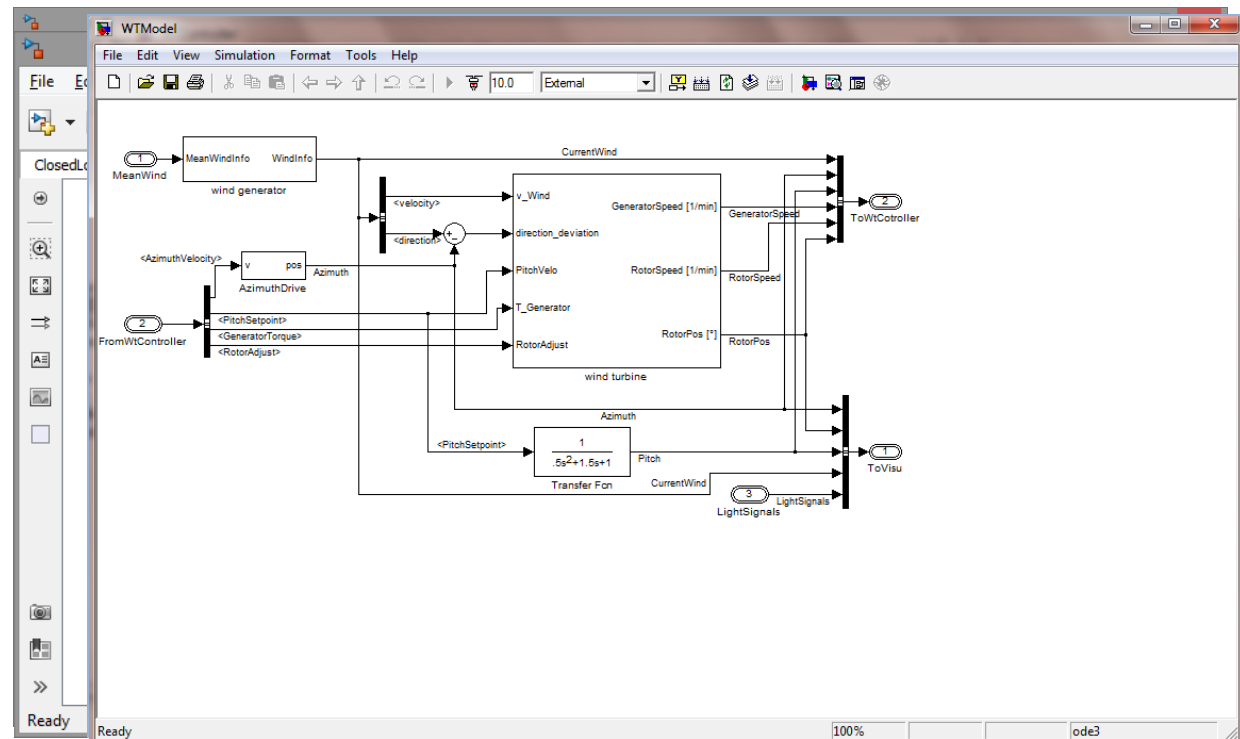 WTModel
File Edit View Simulation Format Tools Help
File
10.0 External
ClosedLo
1
MeanWind
MeanWindInfo WindInfo
wind generator
CurrentWind
<velocity>
<direction>
+
-
v_Wind
direction_deviation
PitchVelo
T_Generator
RotorAdjust
GeneratorSpeed [1/min]
RotorSpeed [1/min]
RotorPos [°]
wind turbine
GeneratorSpeed
RotorSpeed
RotorPos
2
ToWtCotroller
<AzimuthVelocity>
v pos
AzimuthDrive
Azimuth
2
FromWtController
<PitchSetpoint>
<GeneratorTorque>
<RotorAdjust>
Azimuth
<PitchSetpoint>
1
.5s2+1.5s+1
Transfer Fcn
Pitch
CurrentWind
3
LightSignals
LightSignals
1
ToVisu
Ready
Ready 100% ode3